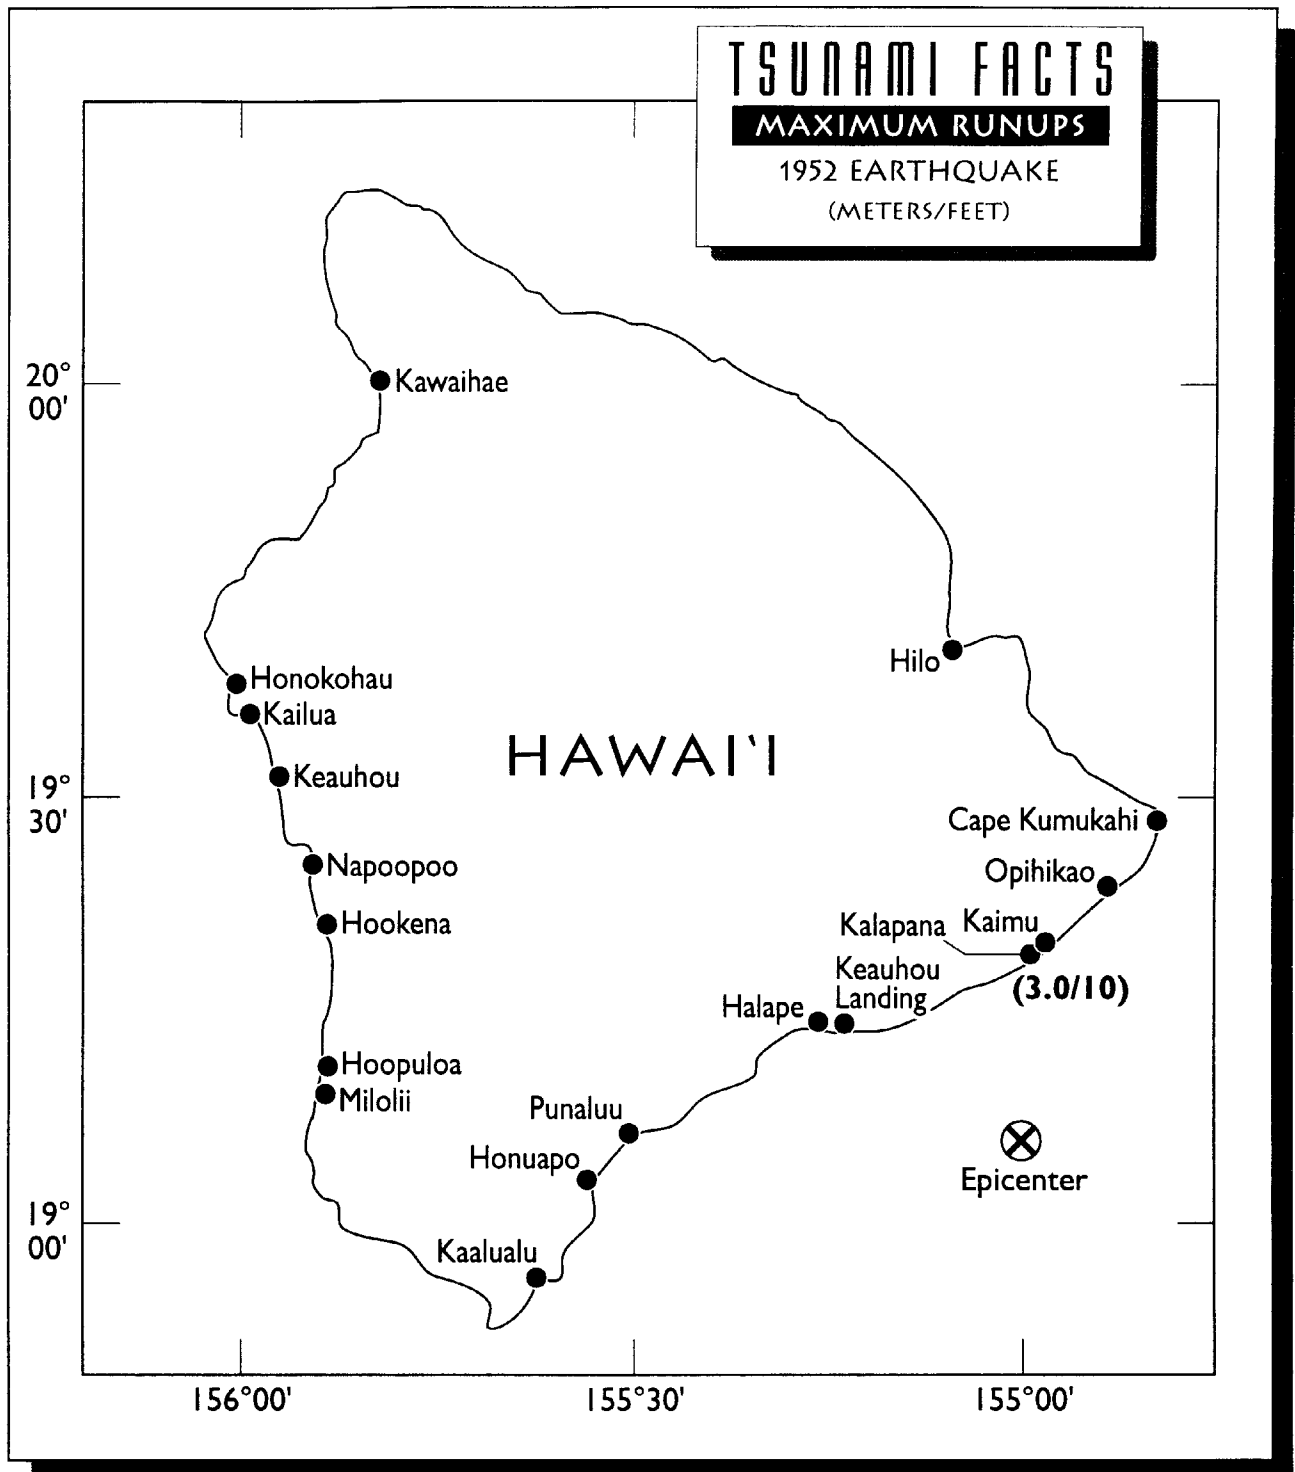 TSUNAMI FACTS
MAXIMUM RUNUPS
1952 EARTHQUAKE
(METERS/FEET)
20°
00'
Kawaihae
Hilo
Honokohau
Kailua
HAWAI‘I
Keauhou
19°
30'
Cape Kumukahi
Napoopoo
Opihikao
Hookena
Kalapana
Kaimu
Keauhou
Landing
(3.0/10)
Halape
Hoopuloa
Milolii
Punaluu
Honuapo
Epicenter
19°
00'
Kaalualu
156°00'
155°30'
155°00'